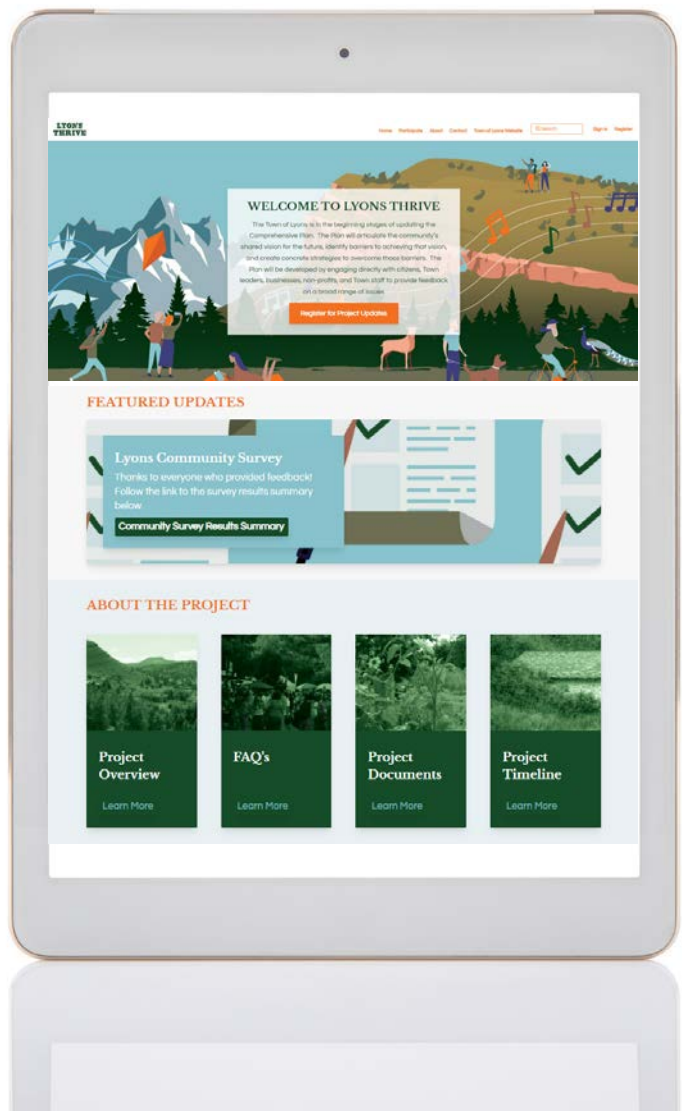 LYONS
THRIVE
Home Participate About Contact Town of Lyons Website Search Sign In Register
WELCOME TO LYONS THRIVE
The Town of Lyons is in the beginning stages of updating the
Comprehensive Plan. The Plan will articulate the community's
shared vision for the future, identify barriers to achieving that vision,
and create concrete strategies to overcome those barriers. The
Plan will be developed by engaging directly with citizens, Town
leaders, businesses, non-profits, and Town staff to provide feedback
on a broad range of issues.
Register for Project Updates
FEATURED UPDATES
Lyons Community Survey
Thanks to everyone who provided feedback!
Follow the link to the survey results summary
below.
Community Survey Results Summary
ABOUT THE PROJECT
Project
Overview
Learn More
FAQ's
Learn More
Project
Documents
Learn More
Project
Timeline
Learn More